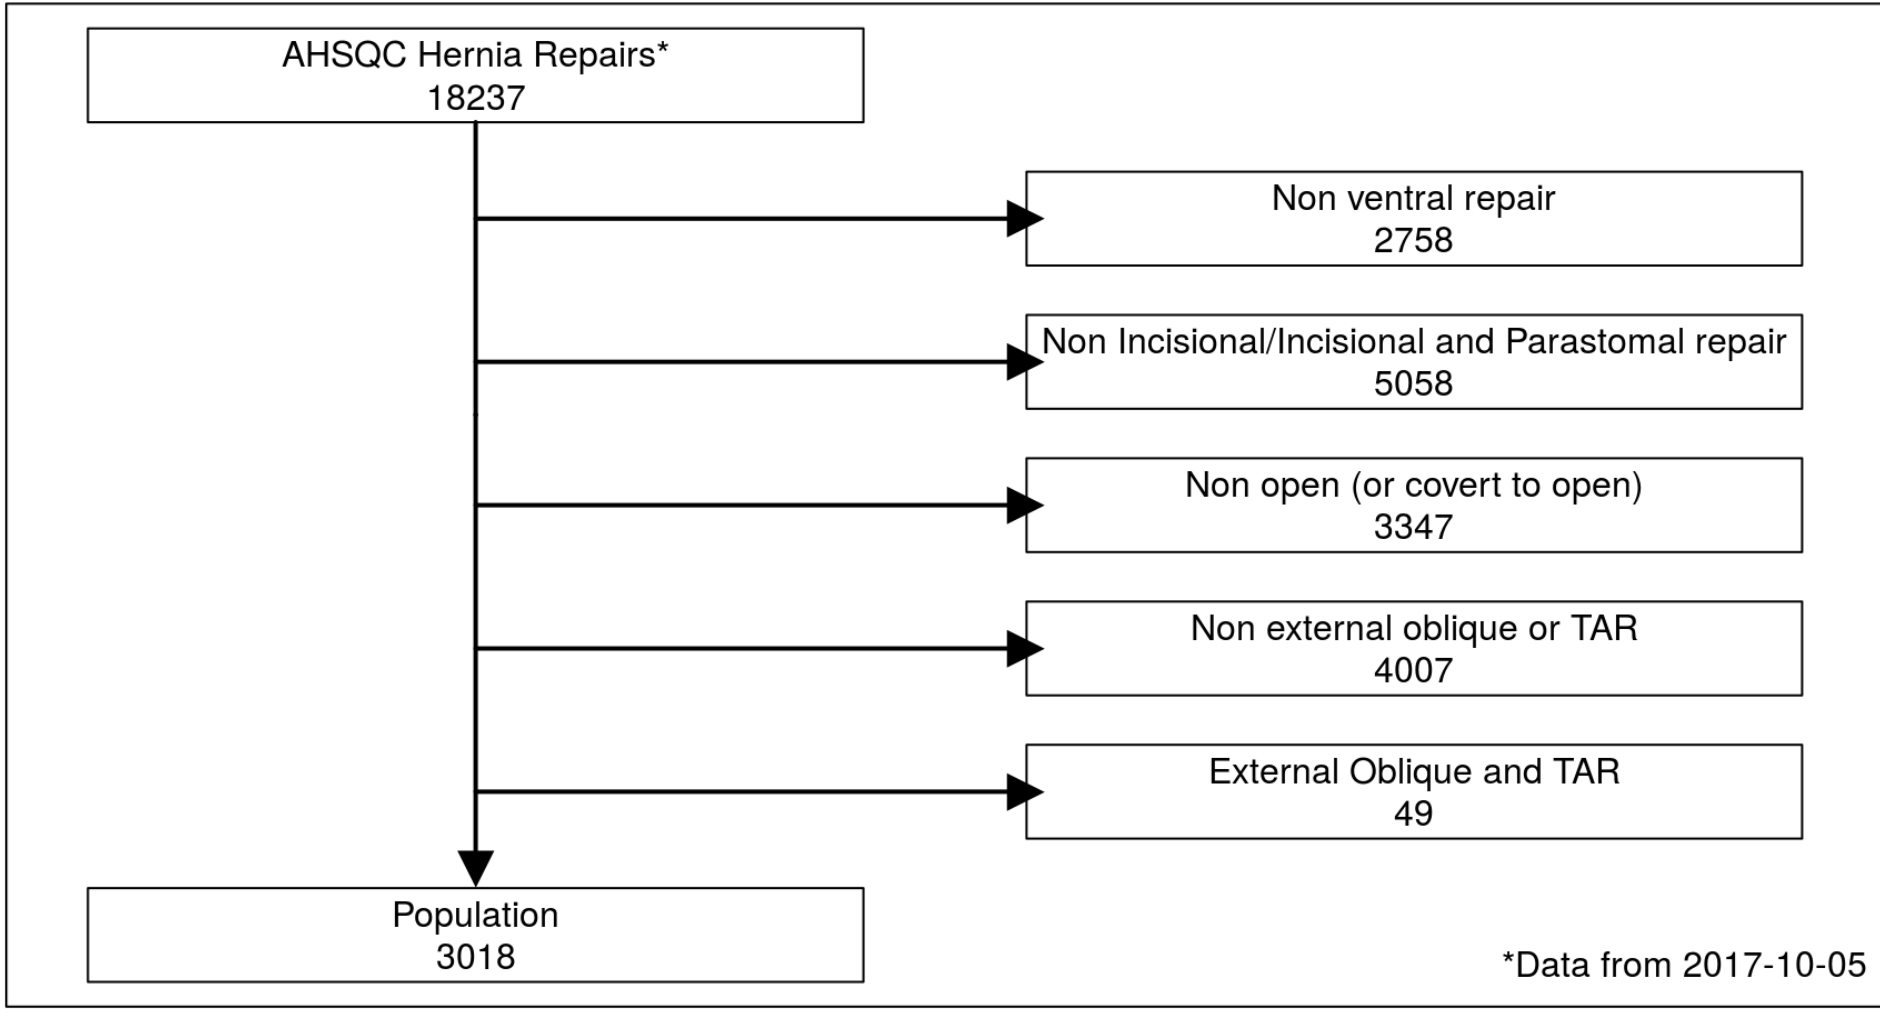 AHSQC Hernia Repairs*
18237
Non ventral repair
2758
Non Incisional/Incisional and Parastomal repair
5058
Non open (or covert to open)
3347
Non external oblique or TAR
4007
External Oblique and TAR
49
Population
3018
*Data from 2017-10-05